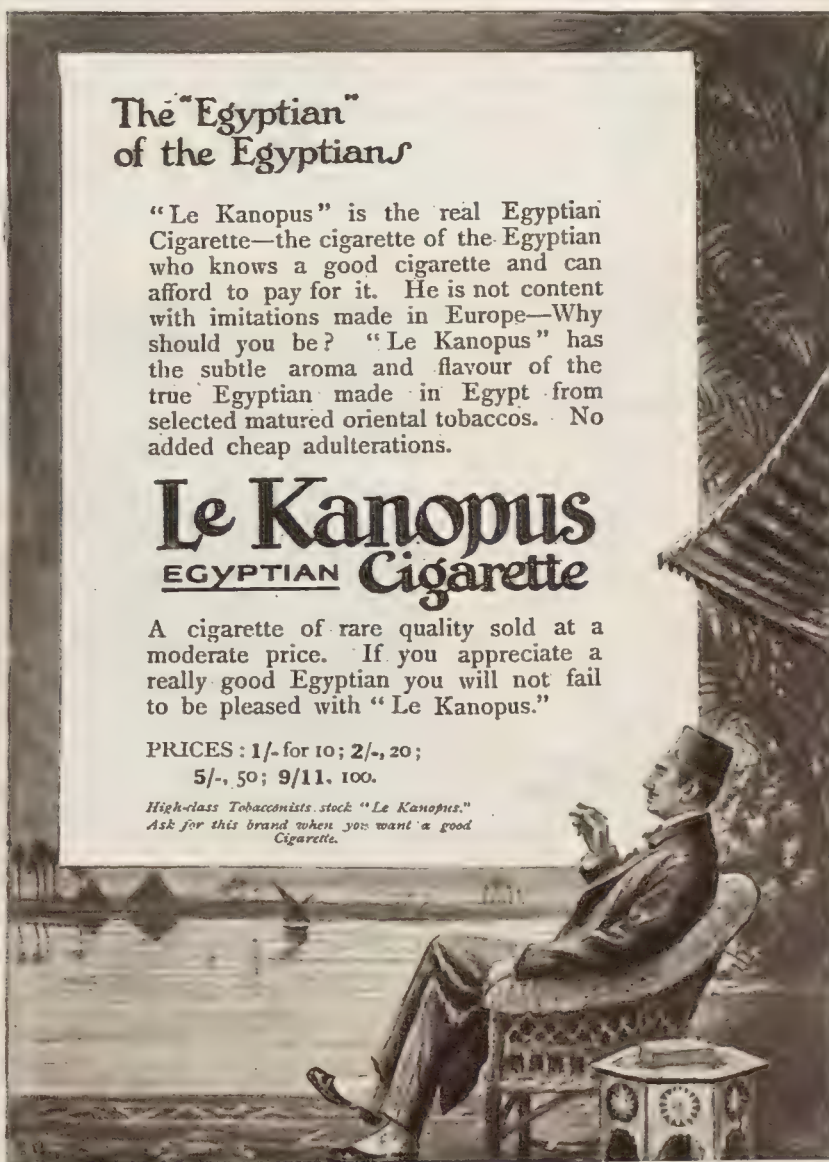 The "Egyptian"
of the Egyptians
"Le Kanopus" is the real Egyptian
Cigarette—the cigarette of the Egyptian
who knows a good cigarette and can
afford to pay for it. He is not content
with imitations made in Europe—Why
should you be? "Le Kanopus" has
the subtle aroma and flavour of the
true Egyptian made in Egypt from
selected matured oriental tobaccos. No
added cheap adulterations.
Le Kanopus
EGYPTIAN Cigarette
A cigarette of rare quality sold at a
moderate price. If you appreciate a
really good Egyptian you will not fail
to be pleased with "Le Kanopus."
PRICES: 1/- for 10; 2/-, 20;
5/-, 50; 9/11, 100.
High-class Tobacconists stock "Le Kanopus."
Ask for this brand when you want a good
Cigarette.